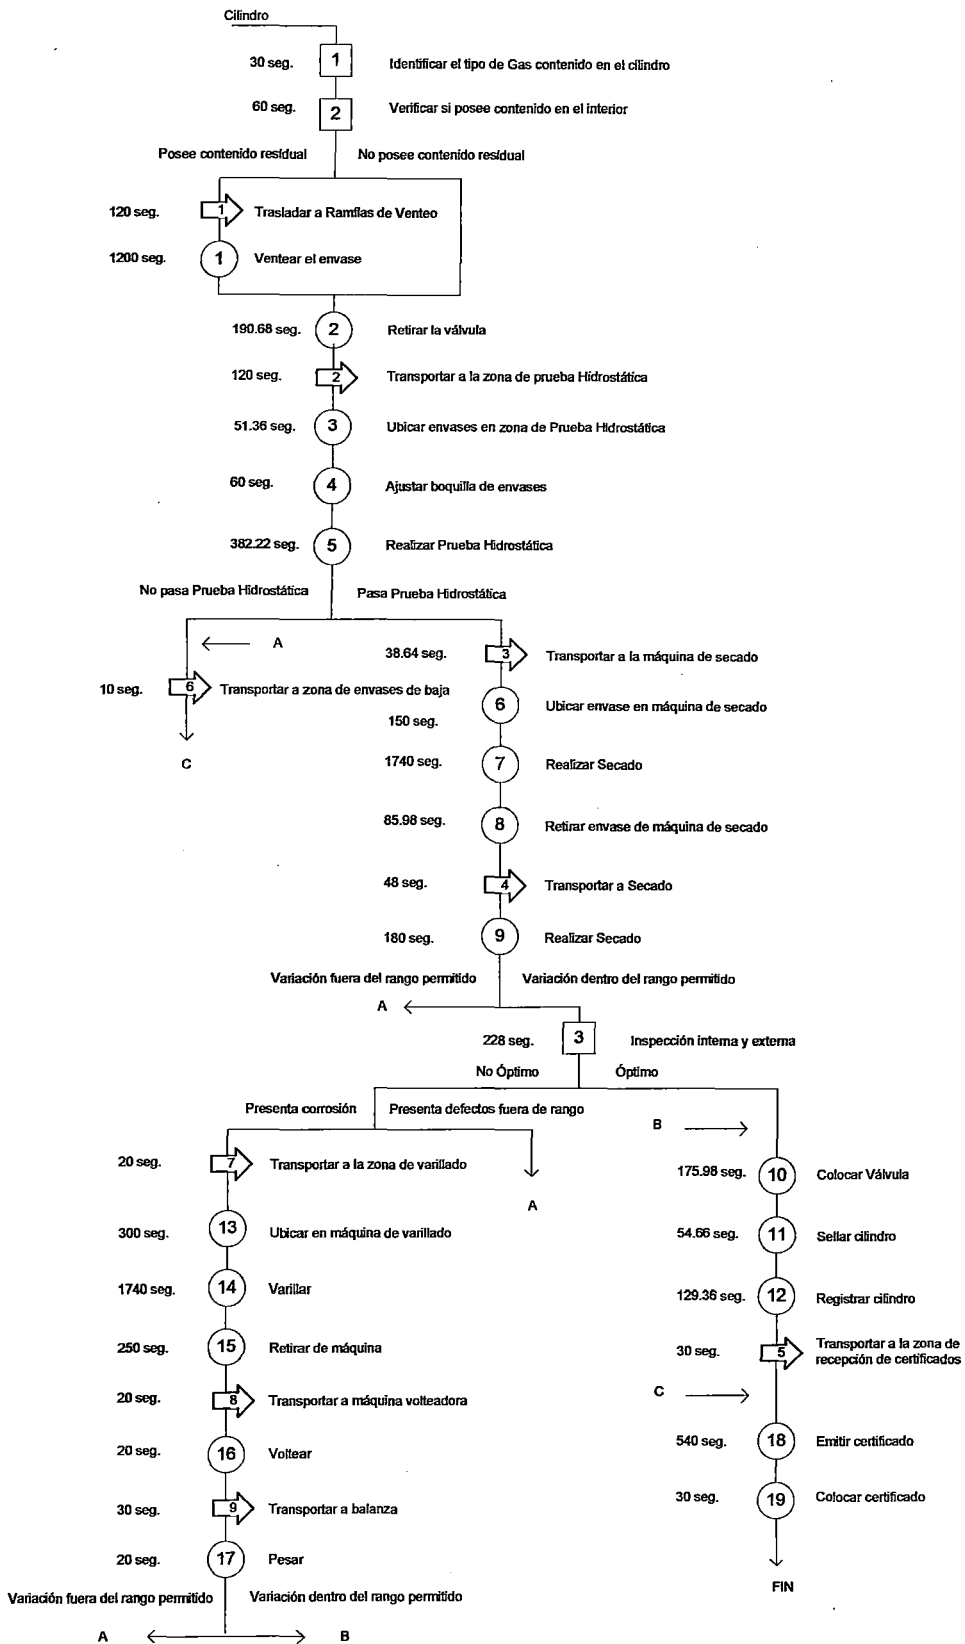 Cilindro
30 seg.
1
Identificar el tipo de Gas contenido en el cilindro
60 seg.
2
Verificar si posee contenido en el interior
Posee contenido residual
No posee contenido residual
120 seg.
1
Trasladar a Ramflas de Venteo
1200 seg.
1
Ventear el envase
190.68 seg.
2
Retirar la válvula
120 seg.
2
Transportar a la zona de prueba Hidrostática
51.36 seg.
3
Ubicar envases en zona de Prueba Hidrostática
60 seg.
4
Ajustar boquilla de envases
382.22 seg.
5
Realizar Prueba Hidrostática
No pasa Prueba Hidrostática
Pasa Prueba Hidrostática
A
38.64 seg.
3
Transportar a la máquina de secado
10 seg.
6
Transportar a zona de envases de baja
C
150 seg.
6
Ubicar envase en máquina de secado
1740 seg.
7
Realizar Secado
85.98 seg.
8
Retirar envase de máquina de secado
48 seg.
4
Transportar a Secado
180 seg.
9
Realizar Secado
Variación fuera del rango permitido
Variación dentro del rango permitido
A
228 seg.
3
Inspección interna y externa
No Óptimo
Óptimo
Presenta corrosión
Presenta defectos fuera de rango
B
A
20 seg.
7
Transportar a la zona de varillado
300 seg.
13
Ubicar en máquina de varillado
1740 seg.
14
Varillar
250 seg.
15
Retirar de máquina
20 seg.
8
Transportar a máquina volteadora
20 seg.
16
Voltear
30 seg.
9
Transportar a balanza
20 seg.
17
Pesar
Variación fuera del rango permitido
Variación dentro del rango permitido
A
B
175.98 seg.
10
Colocar Válvula
54.66 seg.
11
Sellar cilindro
129.36 seg.
12
Registrar cilindro
30 seg.
5
Transportar a la zona de
recepción de certificados
C
540 seg.
18
Emitir certificado
30 seg.
19
Colocar certificado
FIN